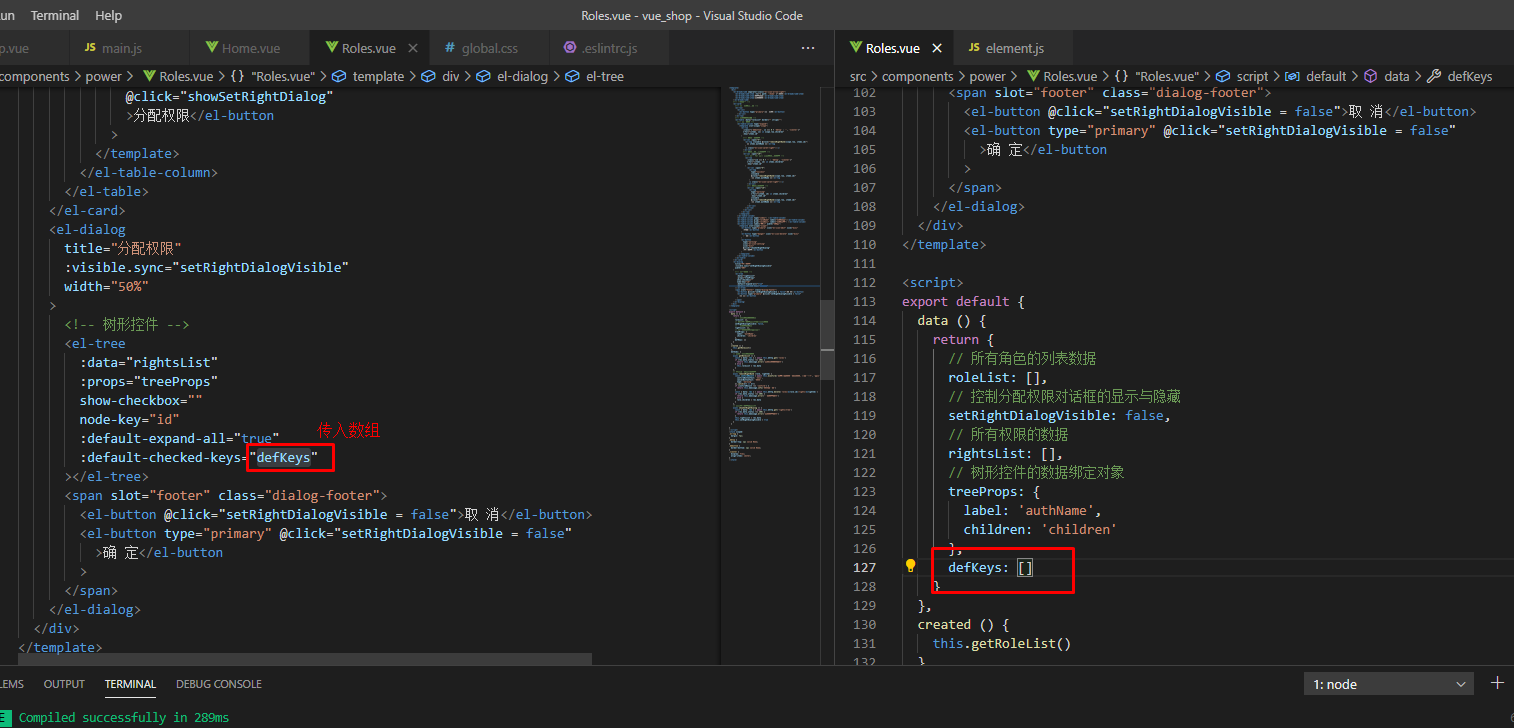 un Terminal Help Roles.vue - vue_shop - Visual Studio Code
p.vue JS main.js Home.vue Roles.vue × # global.css .eslintrc.js ···
components > power > Roles.vue > {} "Roles.vue" > template > div > el-dialog > el-tree
@click="showSetRightDialog"
>分配权限</el-button
>
</template>
</el-table-column>
</el-table>
</el-card>
<el-dialog
title="分配权限"
:visible.sync="setRightDialogVisible"
width="50%"
>
<!-- 树形控件 -->
<el-tree
:data="rightsList"
:props="treeProps"
show-checkbox=""
node-key="id"
:default-expand-all="true"
传入数组
:default-checked-keys="defKeys"
></el-tree>
<span slot="footer" class="dialog-footer">
<el-button @click="setRightDialogVisible = false">取 消</el-button>
<el-button type="primary" @click="setRightDialogVisible = false"
>确 定</el-button
>
</span>
</el-dialog>
</div>
</template>
Roles.vue × JS element.js
src > components > power > Roles.vue > {} "Roles.vue" > script > default > data > defKeys
102 <span slot="footer" class="dialog-footer">
103 <el-button @click="setRightDialogVisible = false">取 消</el-button>
104 <el-button type="primary" @click="setRightDialogVisible = false"
105 >确 定</el-button
106 >
107 </span>
108 </el-dialog>
109 </div>
110 </template>
111
112 <script>
113 export default {
114 data () {
115 return {
116 // 所有角色的列表数据
117 roleList: [],
118 // 控制分配权限对话框的显示与隐藏
119 setRightDialogVisible: false,
120 // 所有权限的数据
121 rightsList: [],
122 // 树形控件的数据绑定对象
123 treeProps: {
124 label: 'authName',
125 children: 'children'
126 },
127 defKeys: []
128 }
129 },
130 created () {
131 this.getRoleList()
132 }
LEMS OUTPUT TERMINAL DEBUG CONSOLE 1: node +
E Compiled successfully in 289ms